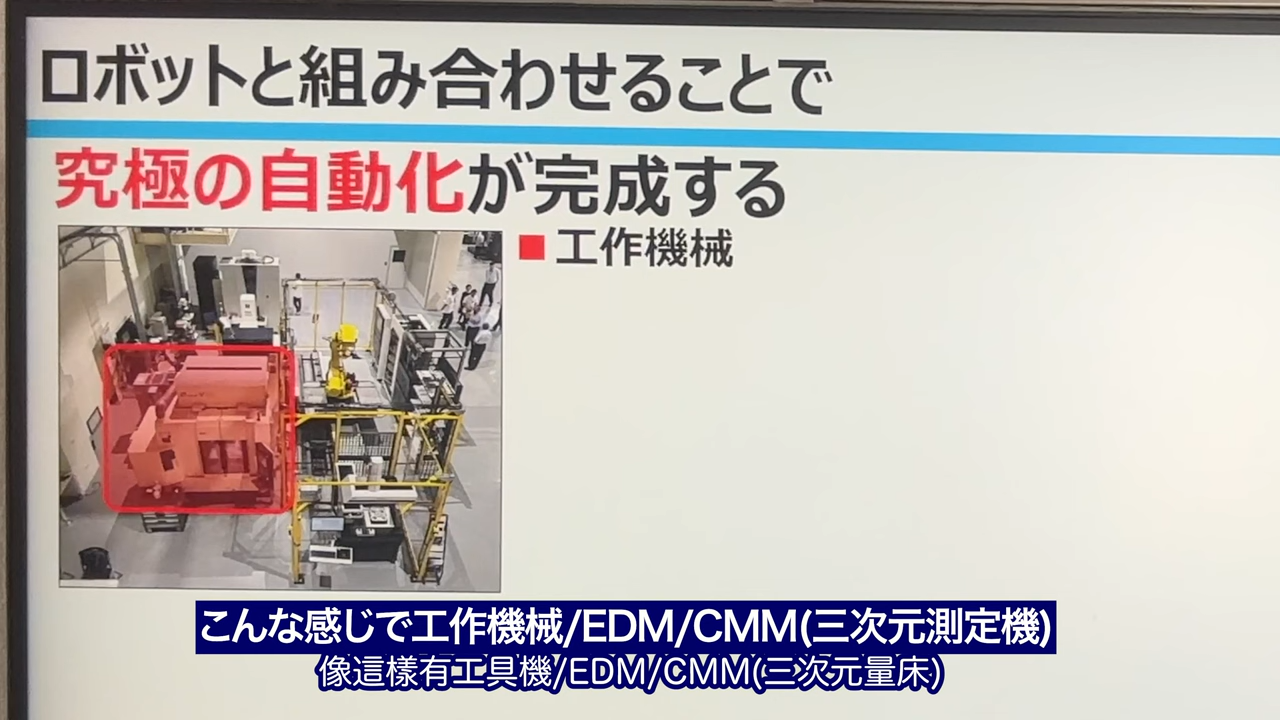 ロボットと組み合わせることで
究極の自動化が完成する
■工作機械
こんな感じで工作機械/EDM/CMM(三次元測定機)
像這樣有工具機/EDM/CMM(三次元量床)